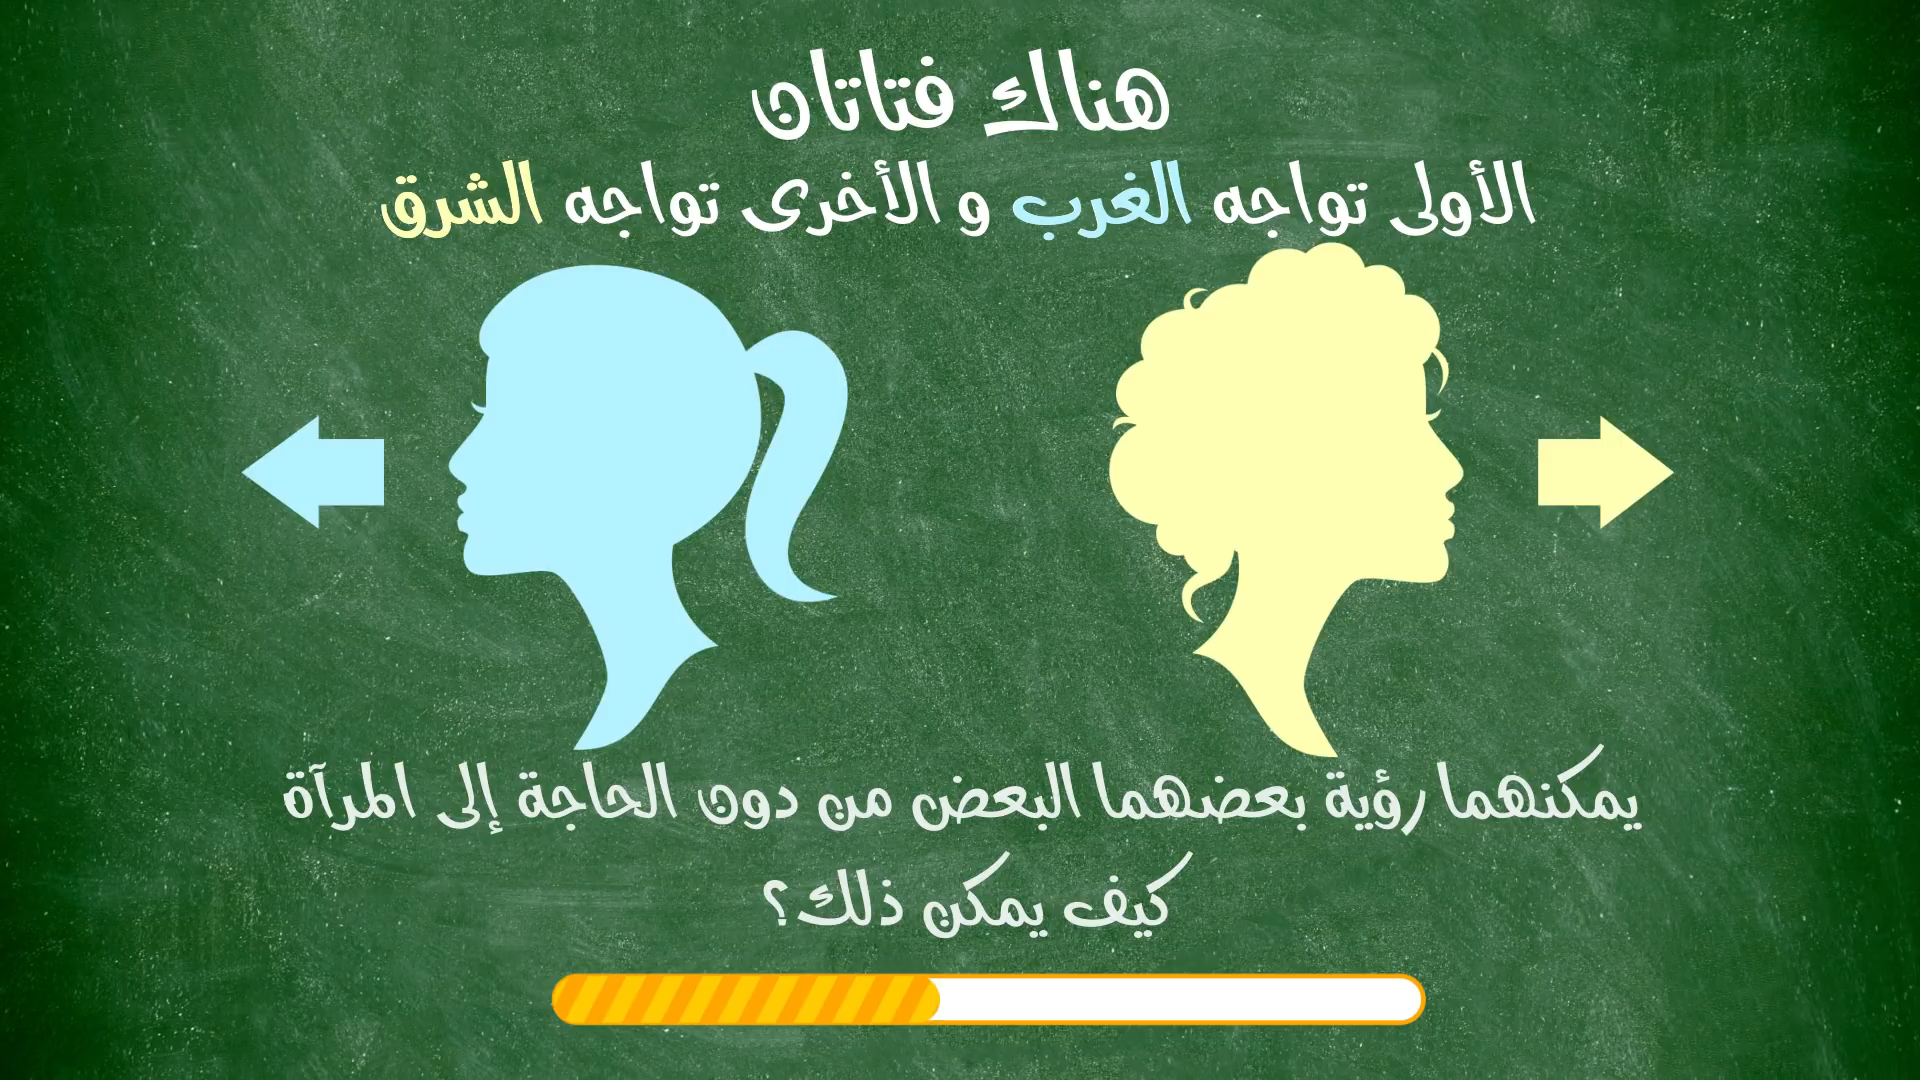 هناك فتاتان
الأولى تواجه الغرب و الأخرى تواجه الشرق
يمكنهما رؤية بعضهما البعض من دون الحاجة إلى المرآة
كيف يمكن ذلك؟